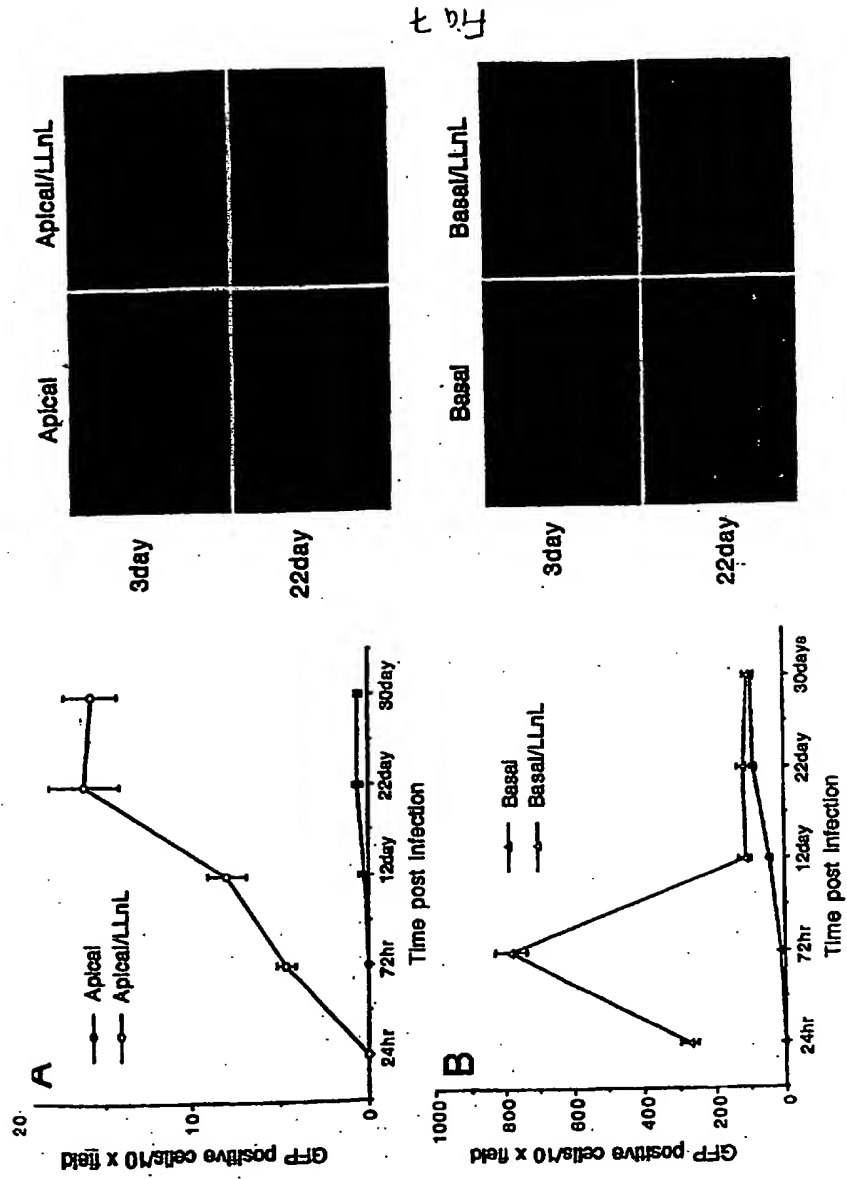 Fig 7
A
GFP positive cells/10 x field
20
10
0
Apical
Apical/LLnL
24hr
72hr
12day
22day
30day
Time post Infection
Apical
Apical/LLnL
3day
22day
B
GFP positive cells/10 x field
1000
800
600
400
200
0
Basal
Basal/LLnL
24hr
72hr
12day
22day
30days
Time post Infection
Basal
Basal/LLnL
3day
22day